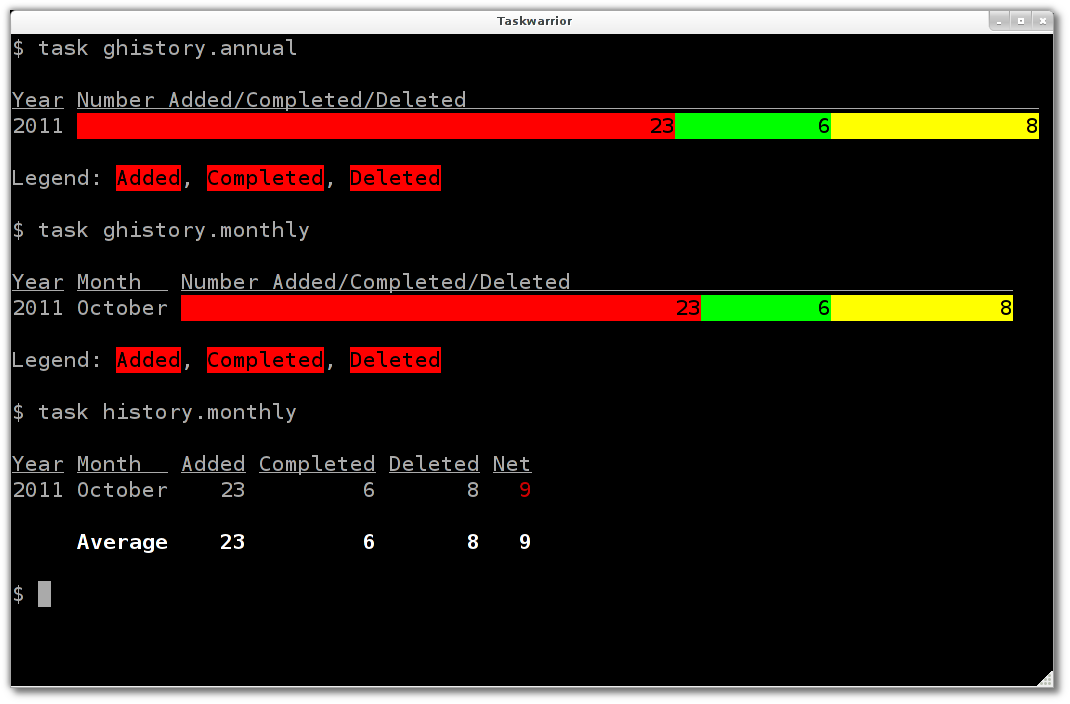 Taskwarrior
$ task ghistory.annual
Year Number Added/Completed/Deleted
2011 23 6 8
Legend: Added, Completed, Deleted
$ task ghistory.monthly
Year Month Number Added/Completed/Deleted
2011 October 23 6 8
Legend: Added, Completed, Deleted
$ task history.monthly
Year Month Added Completed Deleted Net
2011 October 23 6 8 9
Average 23 6 8 9
$